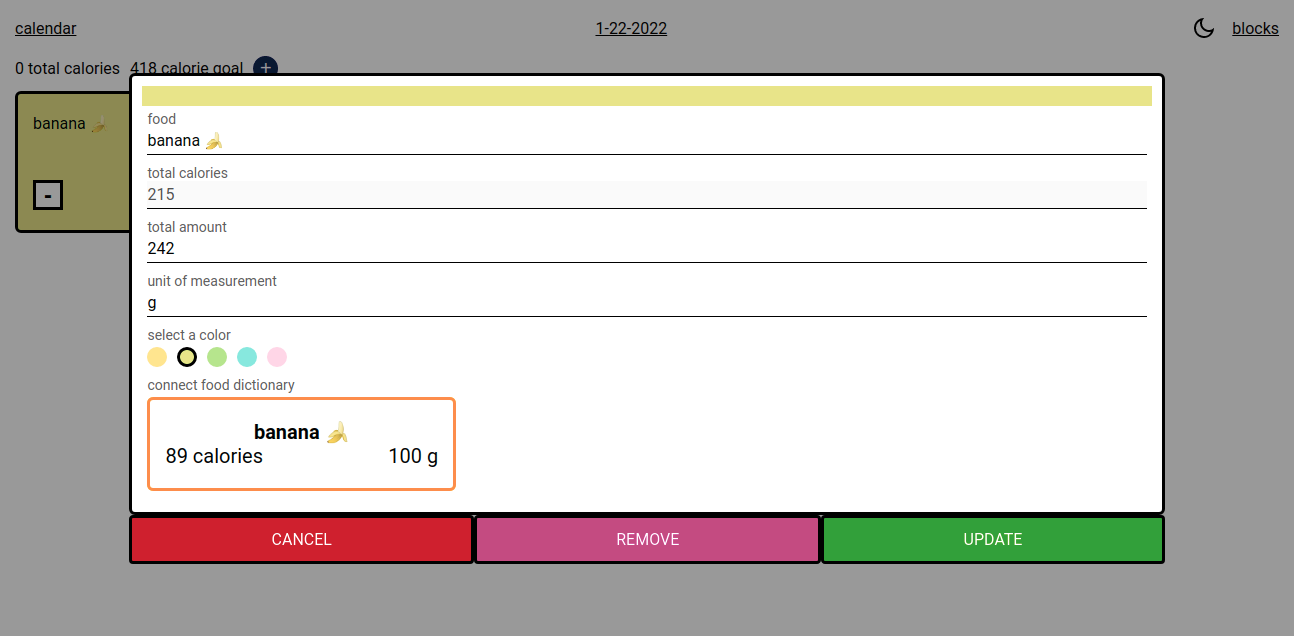 calendar 1-22-2022 blocks
0 total calories 418 calorie goal +
banana 🍌
-
food
banana 🍌
total calories
215
total amount
242
unit of measurement
g
select a color
connect food dictionary
banana 🍌
89 calories 100 g
CANCEL REMOVE UPDATE